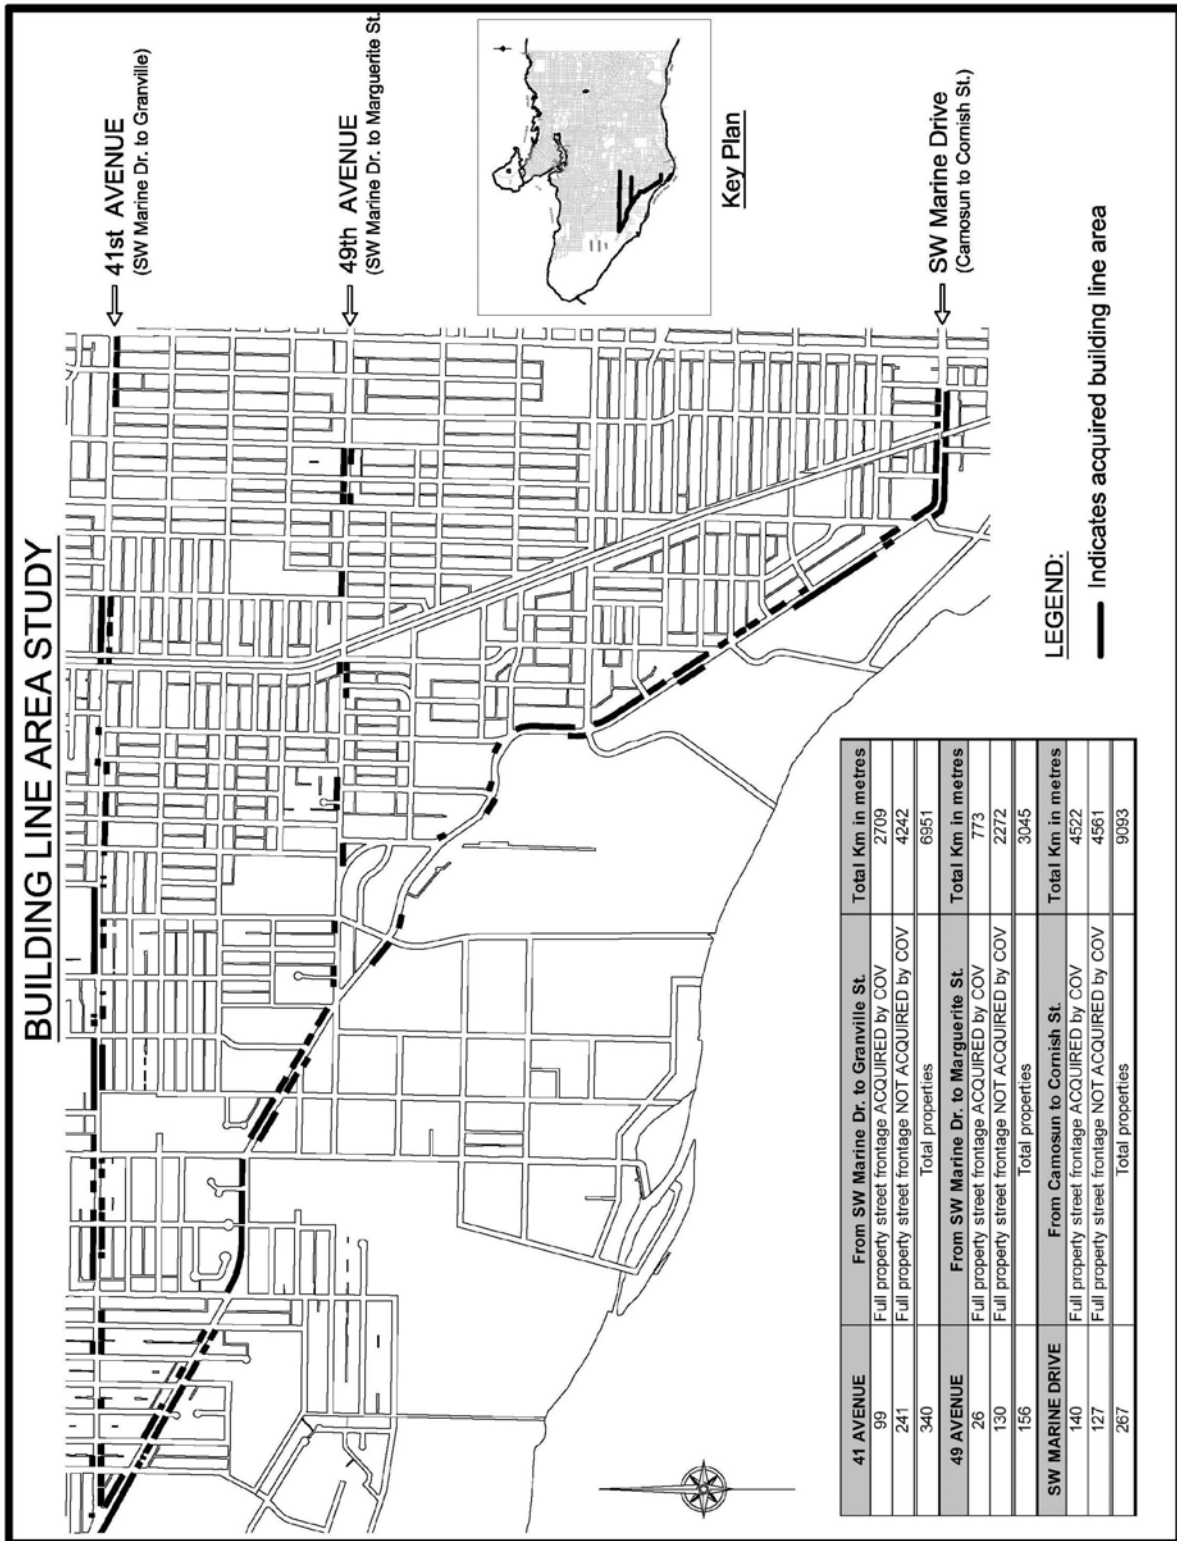 BUILDING LINE AREA STUDY
41st AVENUE
(SW Marine Dr. to Granville)
49th AVENUE
(SW Marine Dr. to Marguerite St.
Key Plan
SW Marine Drive
(Camosun to Cornish St.)
LEGEND:
Indicates acquired building line area
41 AVENUE From SW Marine Dr. to Granville St. Total Km in metres
99 Full property street frontage ACQUIRED by COV 2709
241 Full property street frontage NOT ACQUIRED by COV 4242
340 Total properties 6951
49 AVENUE From SW Marine Dr. to Marguerite St. Total Km in metres
26 Full property street frontage ACQUIRED by COV 773
130 Full property street frontage NOT ACQUIRED by COV 2272
156 Total properties 3045
SW MARINE DRIVE From Camosun to Cornish St. Total Km in metres
140 Full property street frontage ACQUIRED by COV 4522
127 Full property street frontage NOT ACQUIRED by COV 4561
267 Total properties 9093